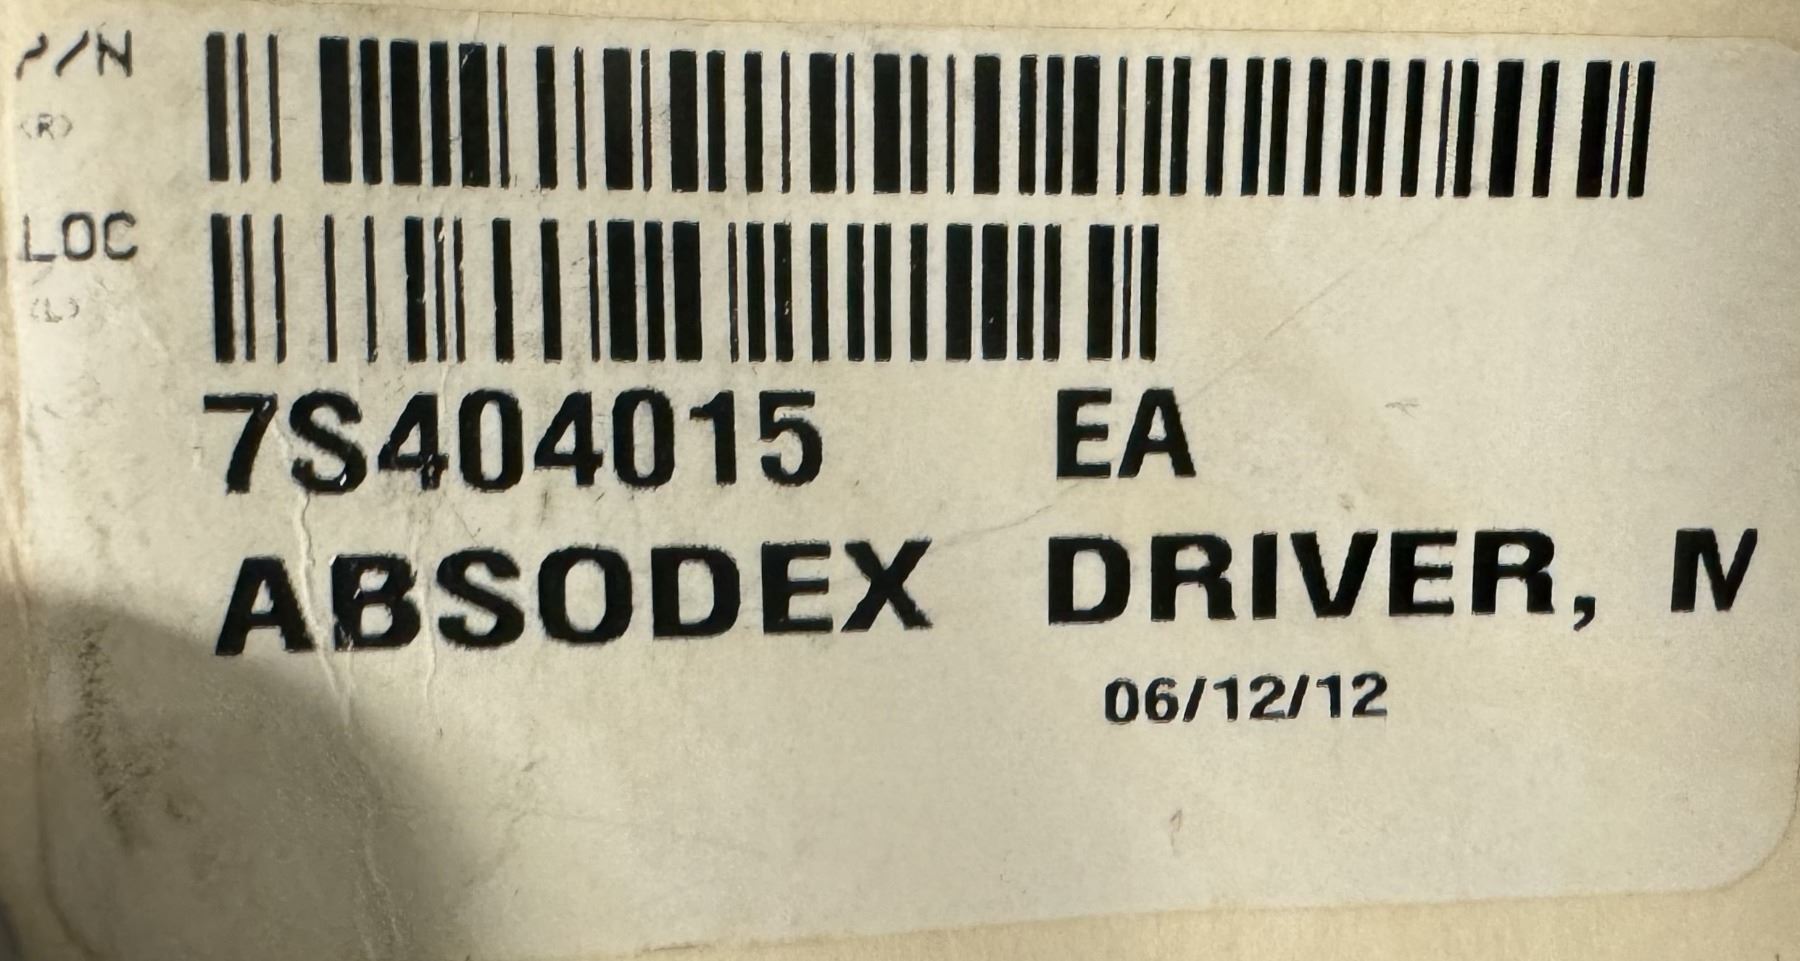 P/N
(R)
LOC
(L)
7S404015 EA
ABSODEX DRIVER, M
06/12/12